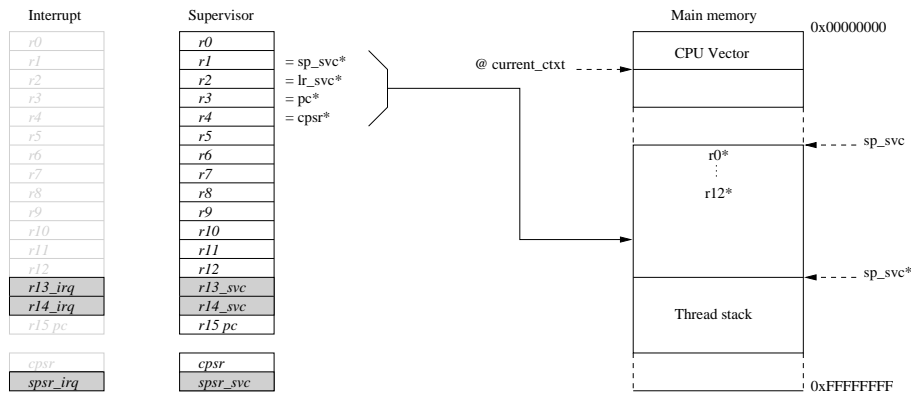 Interrupt
r0
r1
r2
r3
r4
r5
r6
r7
r8
r9
r10
r11
r12
r13_irq
r14_irq
r15 pc
cpsr
spsr_irq
Supervisor
r0
r1 = sp_svc*
r2 = lr_svc*
r3 = pc*
r4 = cpsr*
r5
r6
r7
r8
r9
r10
r11
r12
r13_svc
r14_svc
r15 pc
cpsr
spsr_svc
Main memory
0x00000000
CPU Vector
@ current_ctxt
sp_svc
r0*
r12*
sp_svc*
Thread stack
0xFFFFFFFF